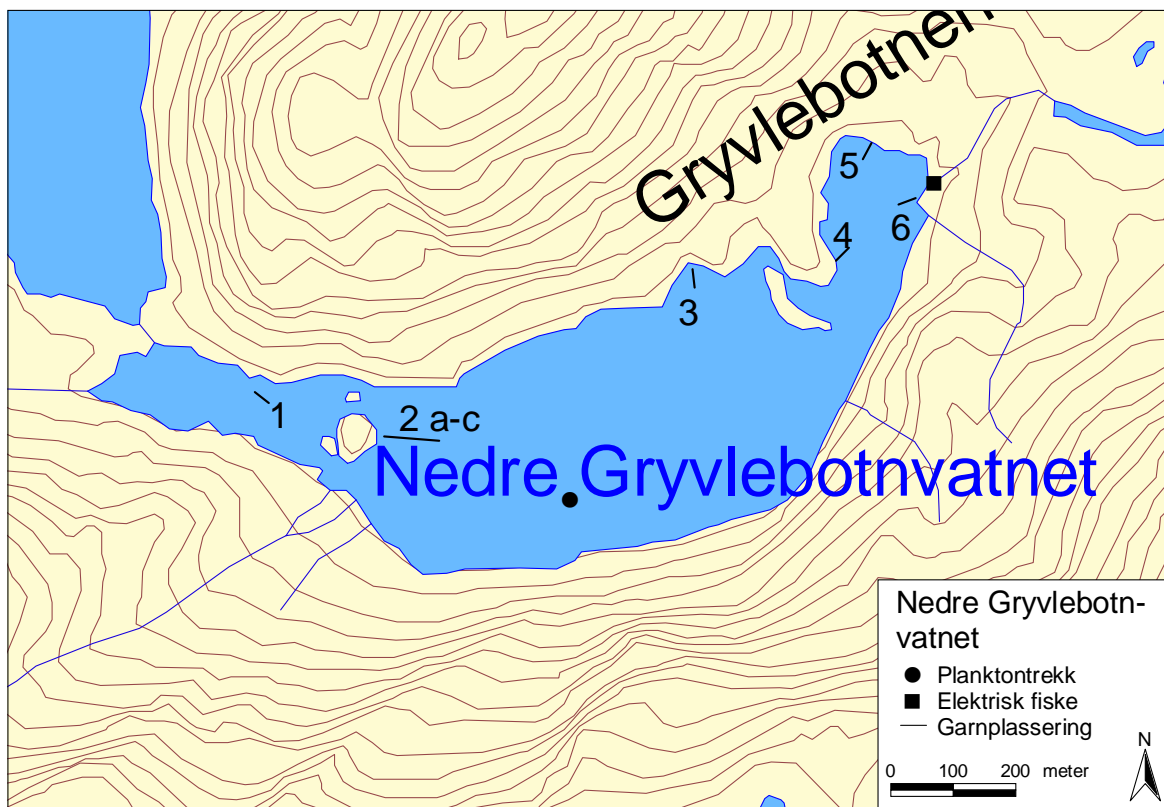 Gryvlebotnen
5
6
4
3
1
2 a-c
Nedre Gryvlebotnvatnet
Nedre Gryvlebotn-
vatnet
Planktontrekk
Elektrisk fiske
Garnplassering
N
0 100 200 meter